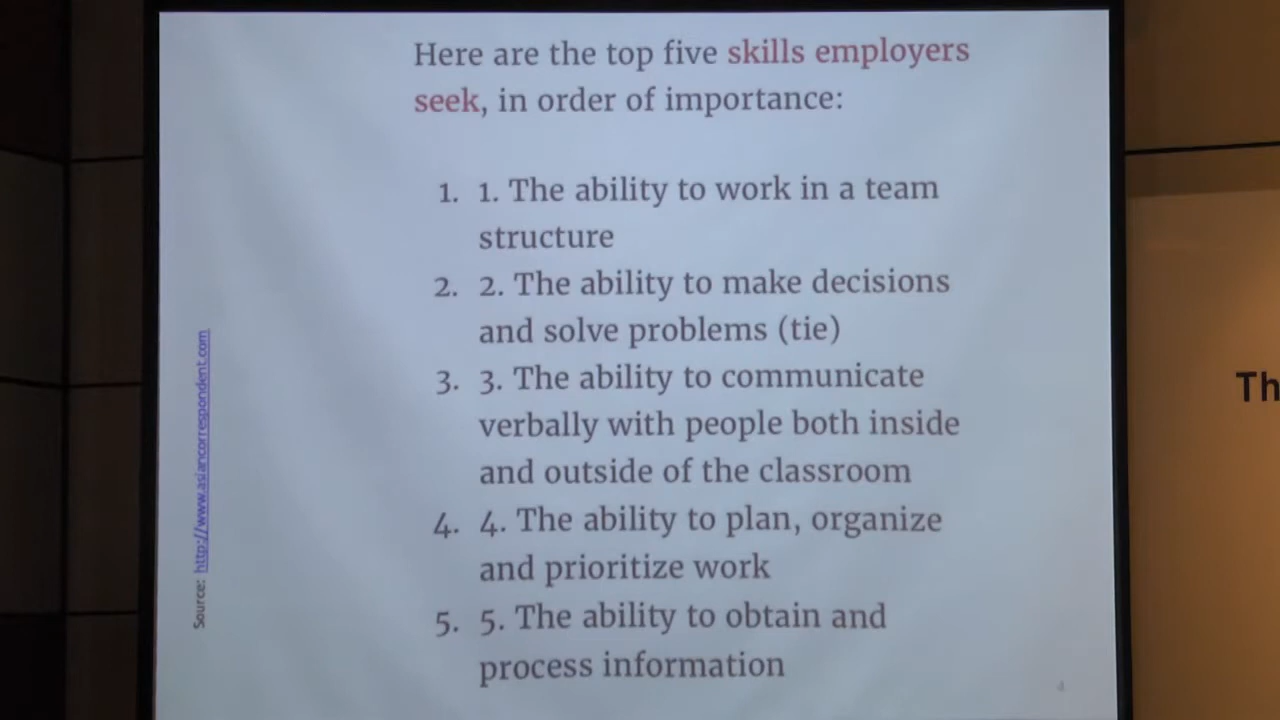 Here are the top five skills employers
seek, in order of importance:
1. 1. The ability to work in a team
structure
2. 2. The ability to make decisions
and solve problems (tie)
3. 3. The ability to communicate
verbally with people both inside
and outside of the classroom
4. 4. The ability to plan, organize
and prioritize work
5. 5. The ability to obtain and
process information
Source: http://www.asiancorrespondent.com
4
Th